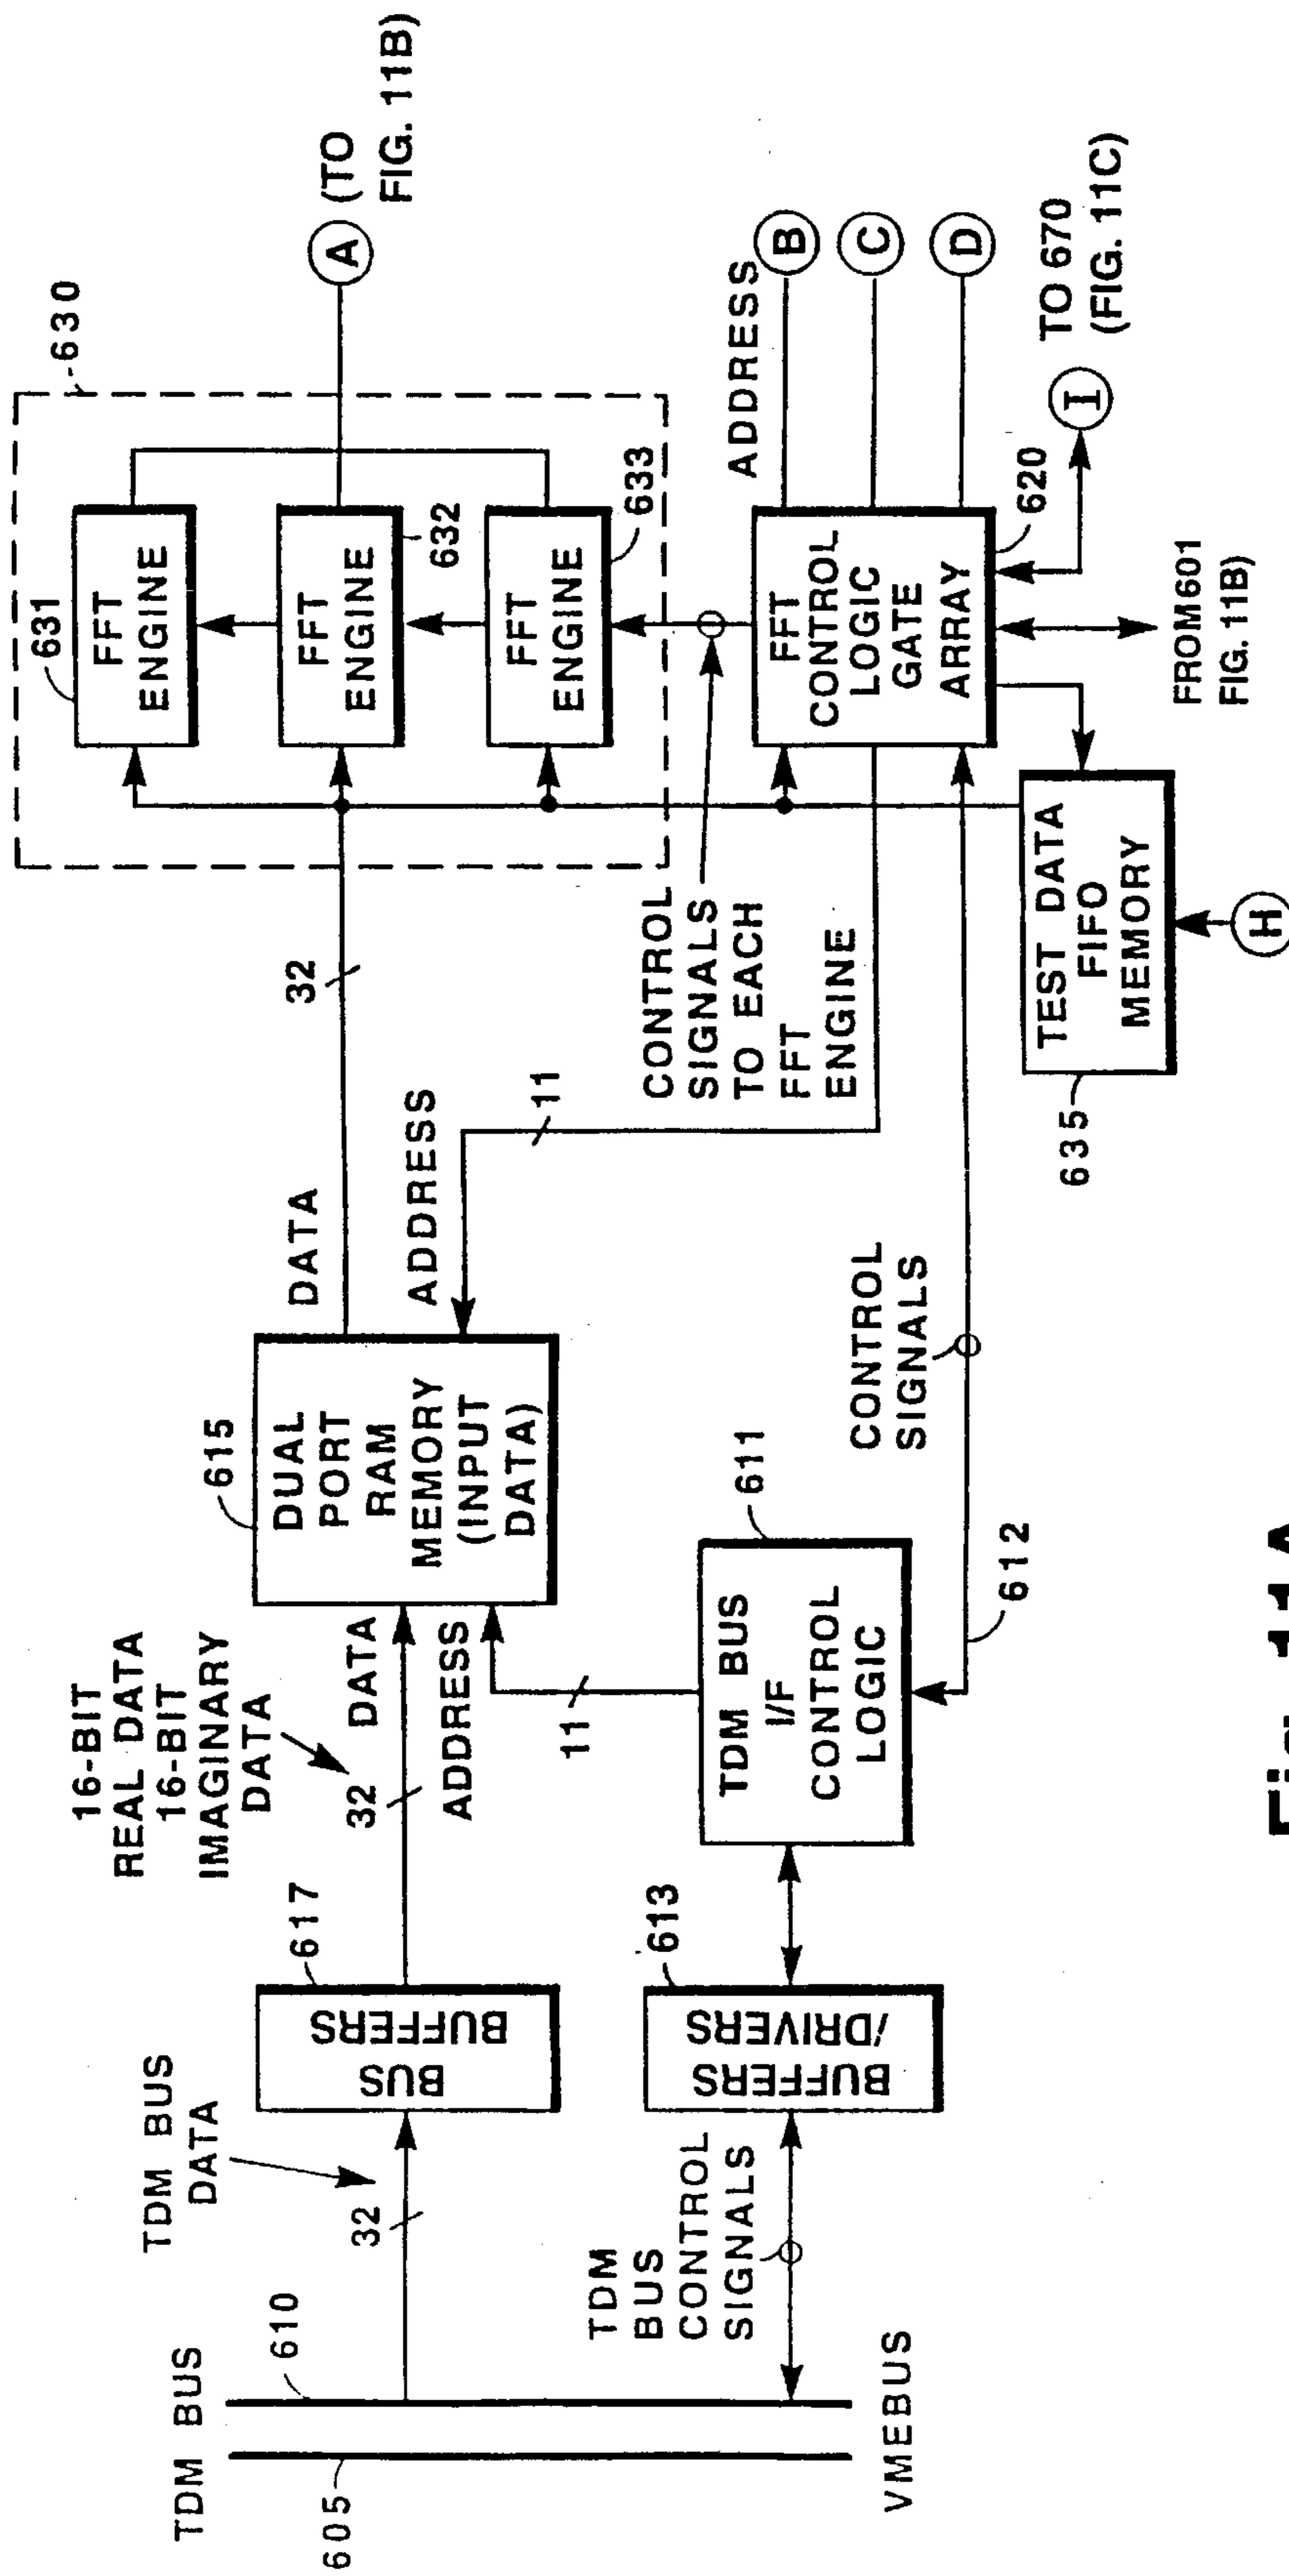 TDM BUS
605
610
VMEBUS
TDM BUS
DATA
32
TDM
BUS
CONTROL
SIGNALS
BUS
BUFFERS
617
BUFFERS
/DRIVERS
613
16-BIT
REAL DATA
16-BIT
IMAGINARY
DATA
32
DATA
ADDRESS
11
TDM BUS
I/F
CONTROL
LOGIC
611
612
DUAL
PORT
RAM
MEMORY
(INPUT
DATA)
615
DATA
ADDRESS
11
32
CONTROL
SIGNALS
CONTROL
SIGNALS
TO EACH
FFT
ENGINE
TEST DATA
FIFO
MEMORY
635
H
FFT
ENGINE
631
FFT
ENGINE
632
FFT
ENGINE
633
630
FFT
CONTROL
LOGIC
GATE
ARRAY
620
FROM601
FIG. 11B)
ADDRESS
A
(TO
FIG. 11B)
B
C
D
I
TO 670
(FIG. 11C)